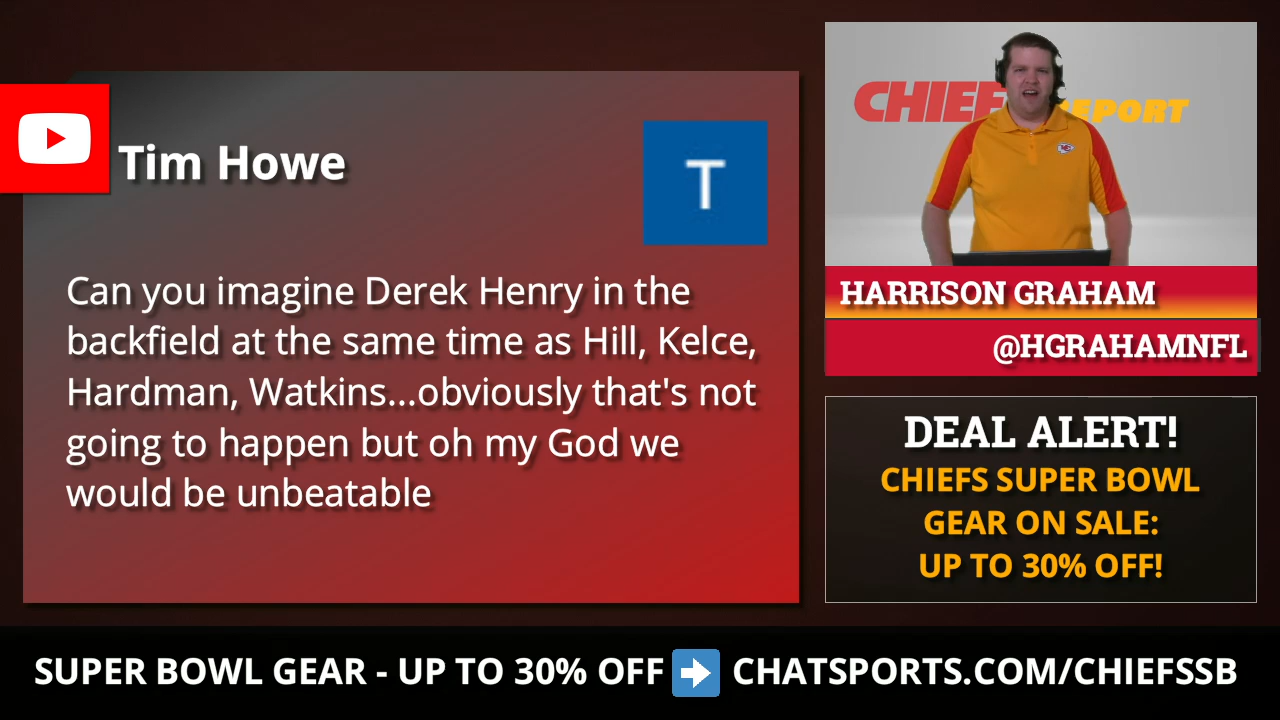 Tim Howe
T
Can you imagine Derek Henry in the
backfield at the same time as Hill, Kelce,
Hardman, Watkins...obviously that's not
going to happen but oh my God we
would be unbeatable
CHIEF REPORT
HARRISON GRAHAM
@HGRAHAMNFL
DEAL ALERT!
CHIEFS SUPER BOWL
GEAR ON SALE:
UP TO 30% OFF!
SUPER BOWL GEAR - UP TO 30% OFF ➡ CHATSPORTS.COM/CHIEFSSB